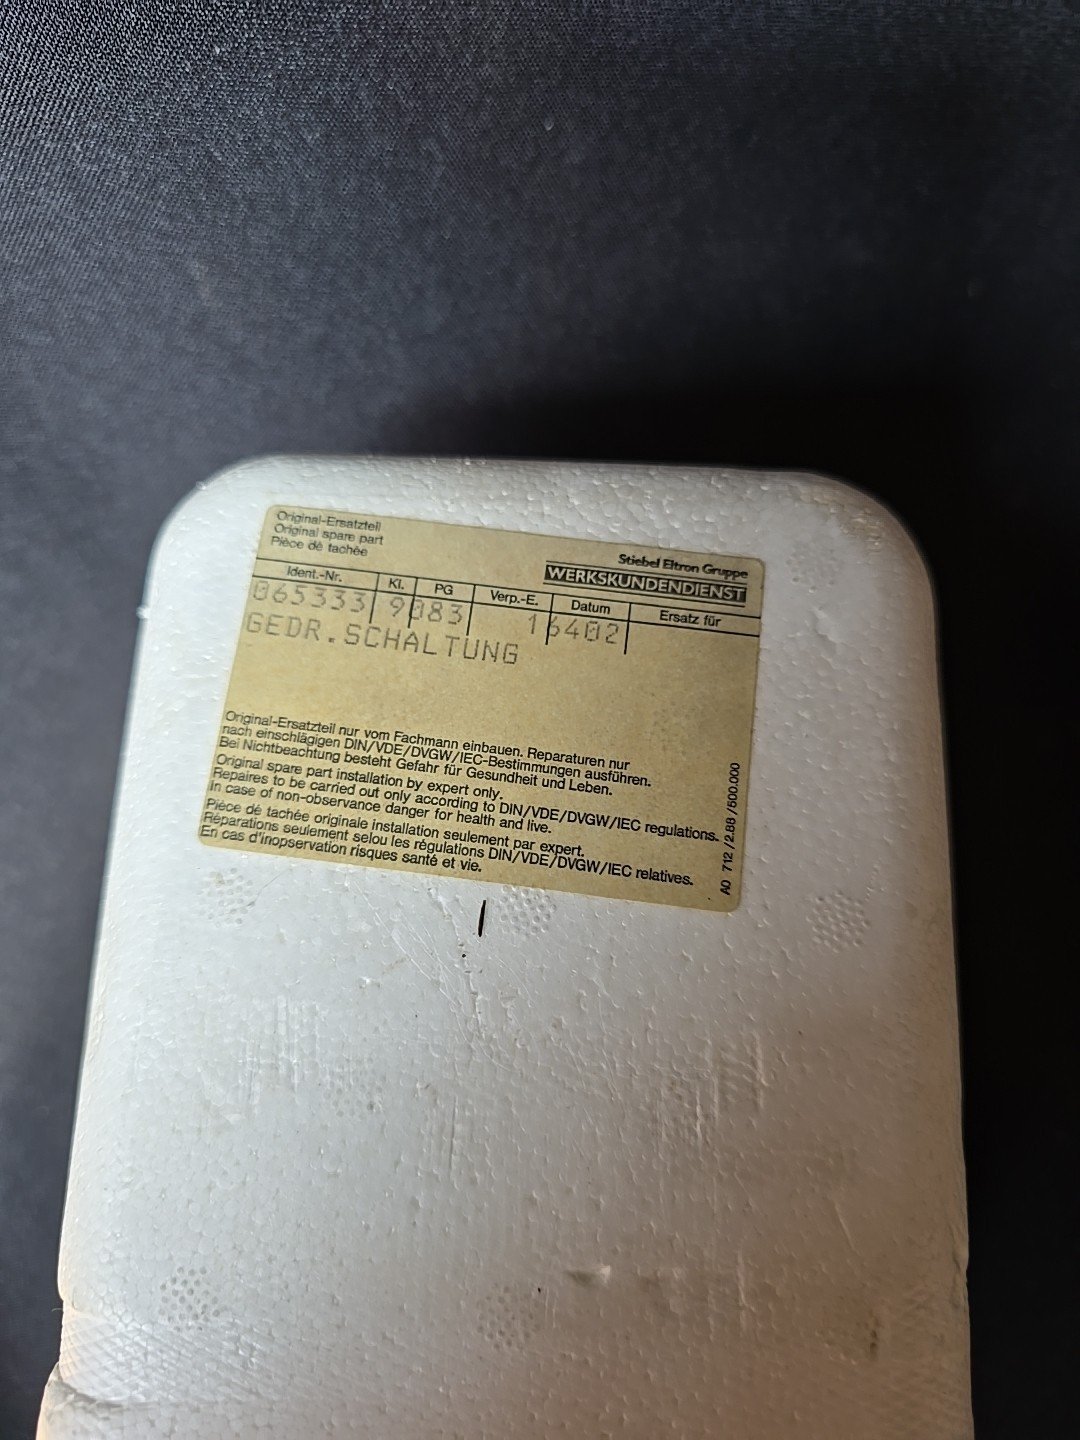 Original-Ersatzteil
Original spare part
Pièce dé tachée
Stiebel Eltron Gruppe
WERKSKUNDENDIENST
Ident.-Nr. Kl. PG Verp.-E. Datum Ersatz für
065333 9 083 1 6402
GEDR.SCHALTUNG
Original-Ersatzteil nur vom Fachmann einbauen. Reparaturen nur
nach einschlägigen DIN/VDE/DVGW/IEC-Bestimmungen ausführen.
Bei Nichtbeachtung besteht Gefahr für Gesundheit und Leben.
Original spare part installation by expert only.
Repaires to be carried out only according to DIN/VDE/DVGW/IEC regulations.
In case of non-observance danger for health and live.
Pièce dé tachée originale installation seulement par expert.
Réparations seulement selou les régulations DIN/VDE/DVGW/IEC relatives.
En cas d'inopservation risques santé et vie.
A0 712/2.88/500.000